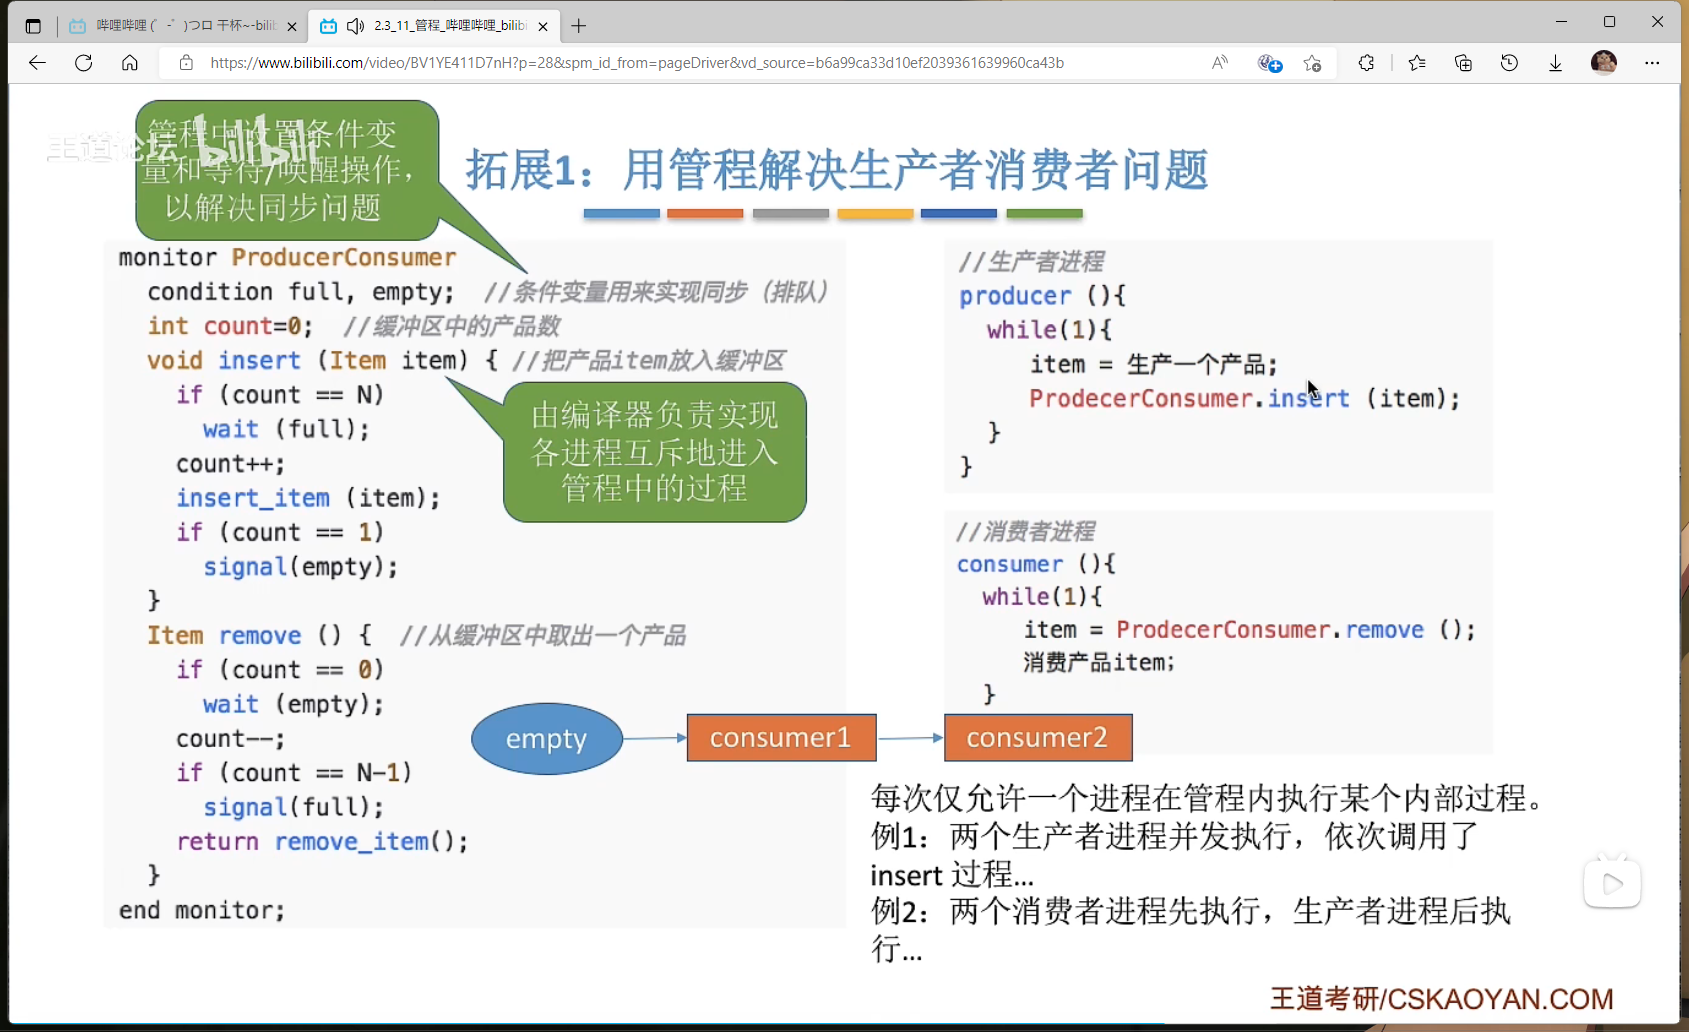 哔哩哔哩 (゜-゜)つロ 干杯~-bili
2.3_11_管程_哔哩哔哩_bilibi
https://www.bilibili.com/video/BV1YE411D7nH?p=28&spm_id_from=pageDriver&vd_source=b6a99ca33d10ef2039361639960ca43b
王道论坛
bilibili
管程中设置条件变
量和等待/唤醒操作，
以解决同步问题
拓展1：用管程解决生产者消费者问题
monitor ProducerConsumer
condition full, empty; //条件变量用来实现同步（排队）
int count=0; //缓冲区中的产品数
void insert (Item item) { //把产品item放入缓冲区
if (count == N)
wait (full);
count++;
insert_item (item);
if (count == 1)
signal(empty);
}
由编译器负责实现
各进程互斥地进入
管程中的过程
Item remove () { //从缓冲区中取出一个产品
if (count == 0)
wait (empty);
count--;
if (count == N-1)
signal(full);
return remove_item();
}
end monitor;
//生产者进程
producer (){
while(1){
item = 生产一个产品;
ProdecerConsumer.insert (item);
}
}
//消费者进程
consumer (){
while(1){
item = ProdecerConsumer.remove ();
消费产品item;
}
empty
consumer1
consumer2
每次仅允许一个进程在管程内执行某个内部过程。
例1：两个生产者进程并发执行，依次调用了
insert 过程...
例2：两个消费者进程先执行，生产者进程后执
行...
王道考研/CSKAOYAN.COM